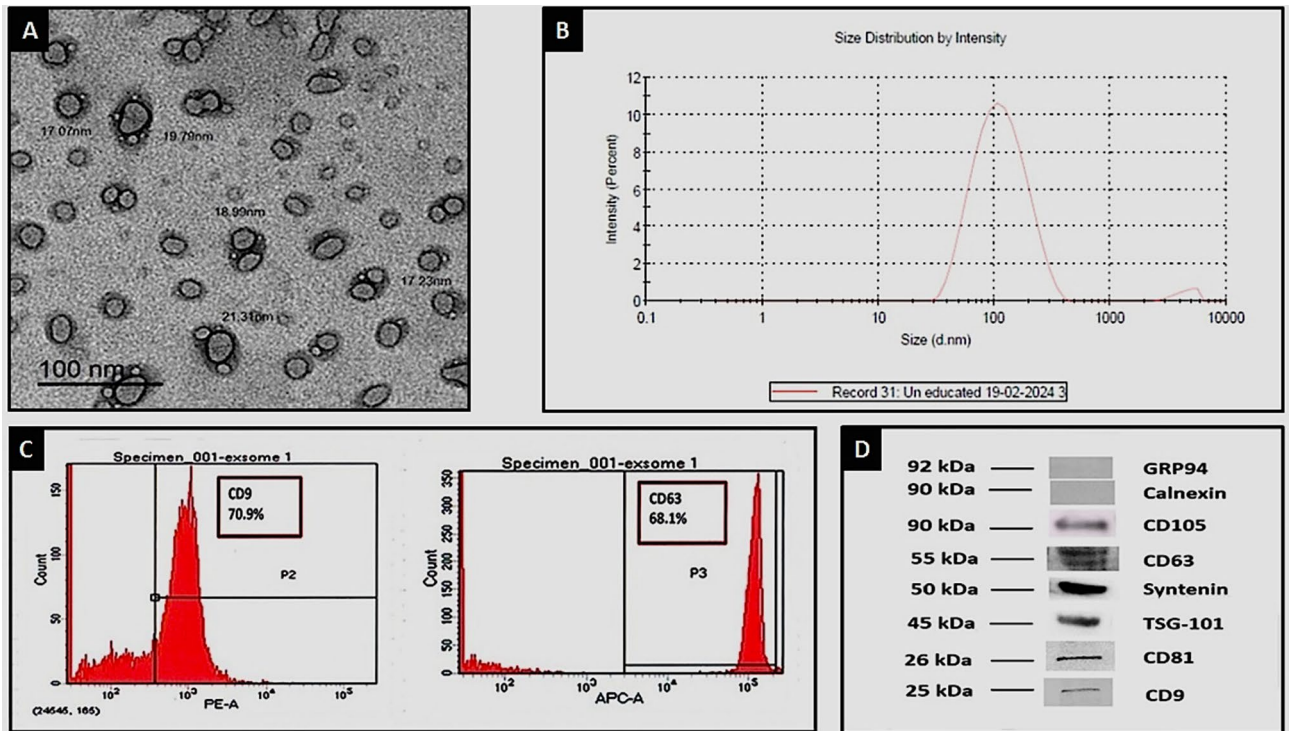 A
17.07nm
19.79nm
18.99nm
17.23nm
21.31nm
100 nm
B
Size Distribution by Intensity
Intensity (Percent)
12
10
8
6
4
2
0
0.1 1 10 100 1000 10000
Size (d.nm)
Record 31: Un educated 19-02-2024 3
C
Specimen_001-exsome 1
CD9
70.9%
P2
Count
150
100
50
0
10² 10³ 10⁴ 10⁵
PE-A
Specimen_001-exsome 1
CD63
68.1%
P3
Count
350
300
250
200
150
100
50
0
10² 10³ 10⁴ 10⁵
APC-A
D
92 kDa GRP94
90 kDa Calnexin
90 kDa CD105
55 kDa CD63
50 kDa Syntenin
45 kDa TSG-101
26 kDa CD81
25 kDa CD9